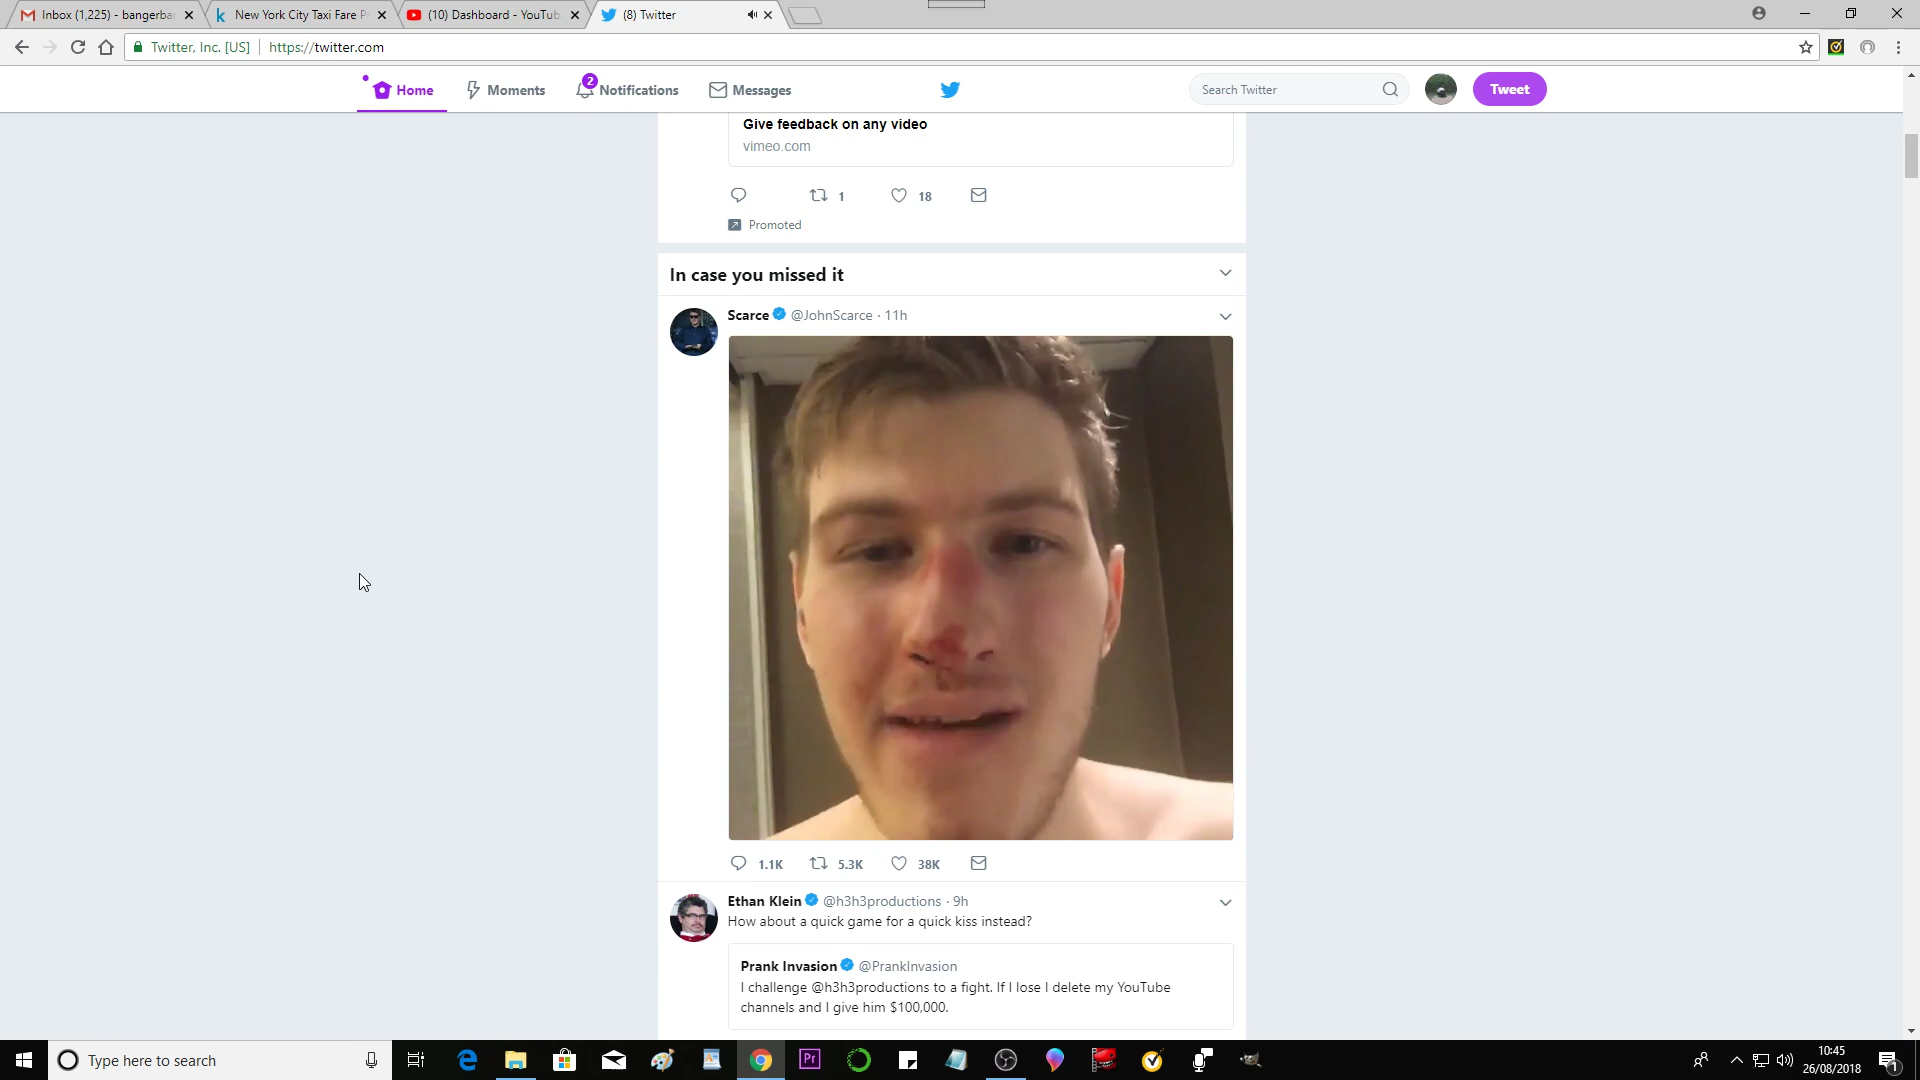 Inbox (1,225) - bangerba
New York City Taxi Fare P
(10) Dashboard - YouTub
(8) Twitter
Twitter, Inc. [US]
https://twitter.com
Home
Moments
2
Notifications
Messages
Search Twitter
Tweet
Give feedback on any video
vimeo.com
1
18
Promoted
In case you missed it
Scarce @JohnScarce · 11h
1.1K
5.3K
38K
Ethan Klein @h3h3productions · 9h
How about a quick game for a quick kiss instead?
Prank Invasion @PrankInvasion
I challenge @h3h3productions to a fight. If I lose I delete my YouTube
channels and I give him $100,000.
Type here to search
Pr
10:45
26/08/2018
1